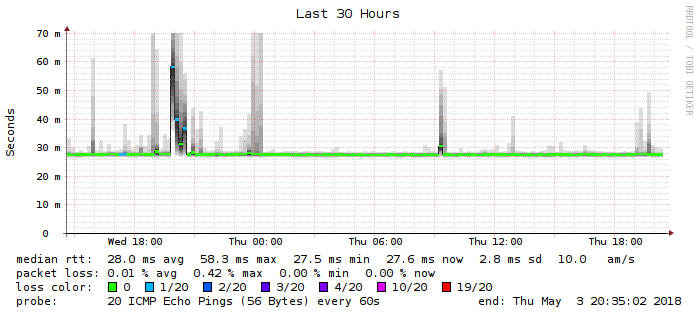 Last 30 Hours
RRDTOOL / TOBI OETIKER
Seconds
70 m
60 m
50 m
40 m
30 m
20 m
10 m
0
Wed 18:00 Thu 00:00 Thu 06:00 Thu 12:00 Thu 18:00
median rtt: 28.0 ms avg 58.3 ms max 27.5 ms min 27.6 ms now 2.8 ms sd 10.0 am/s
packet loss: 0.01 % avg 0.42 % max 0.00 % min 0.00 % now
loss color: 0 1/20 2/20 3/20 4/20 10/20 19/20
probe: 20 ICMP Echo Pings (56 Bytes) every 60s end: Thu May 3 20:35:02 2018